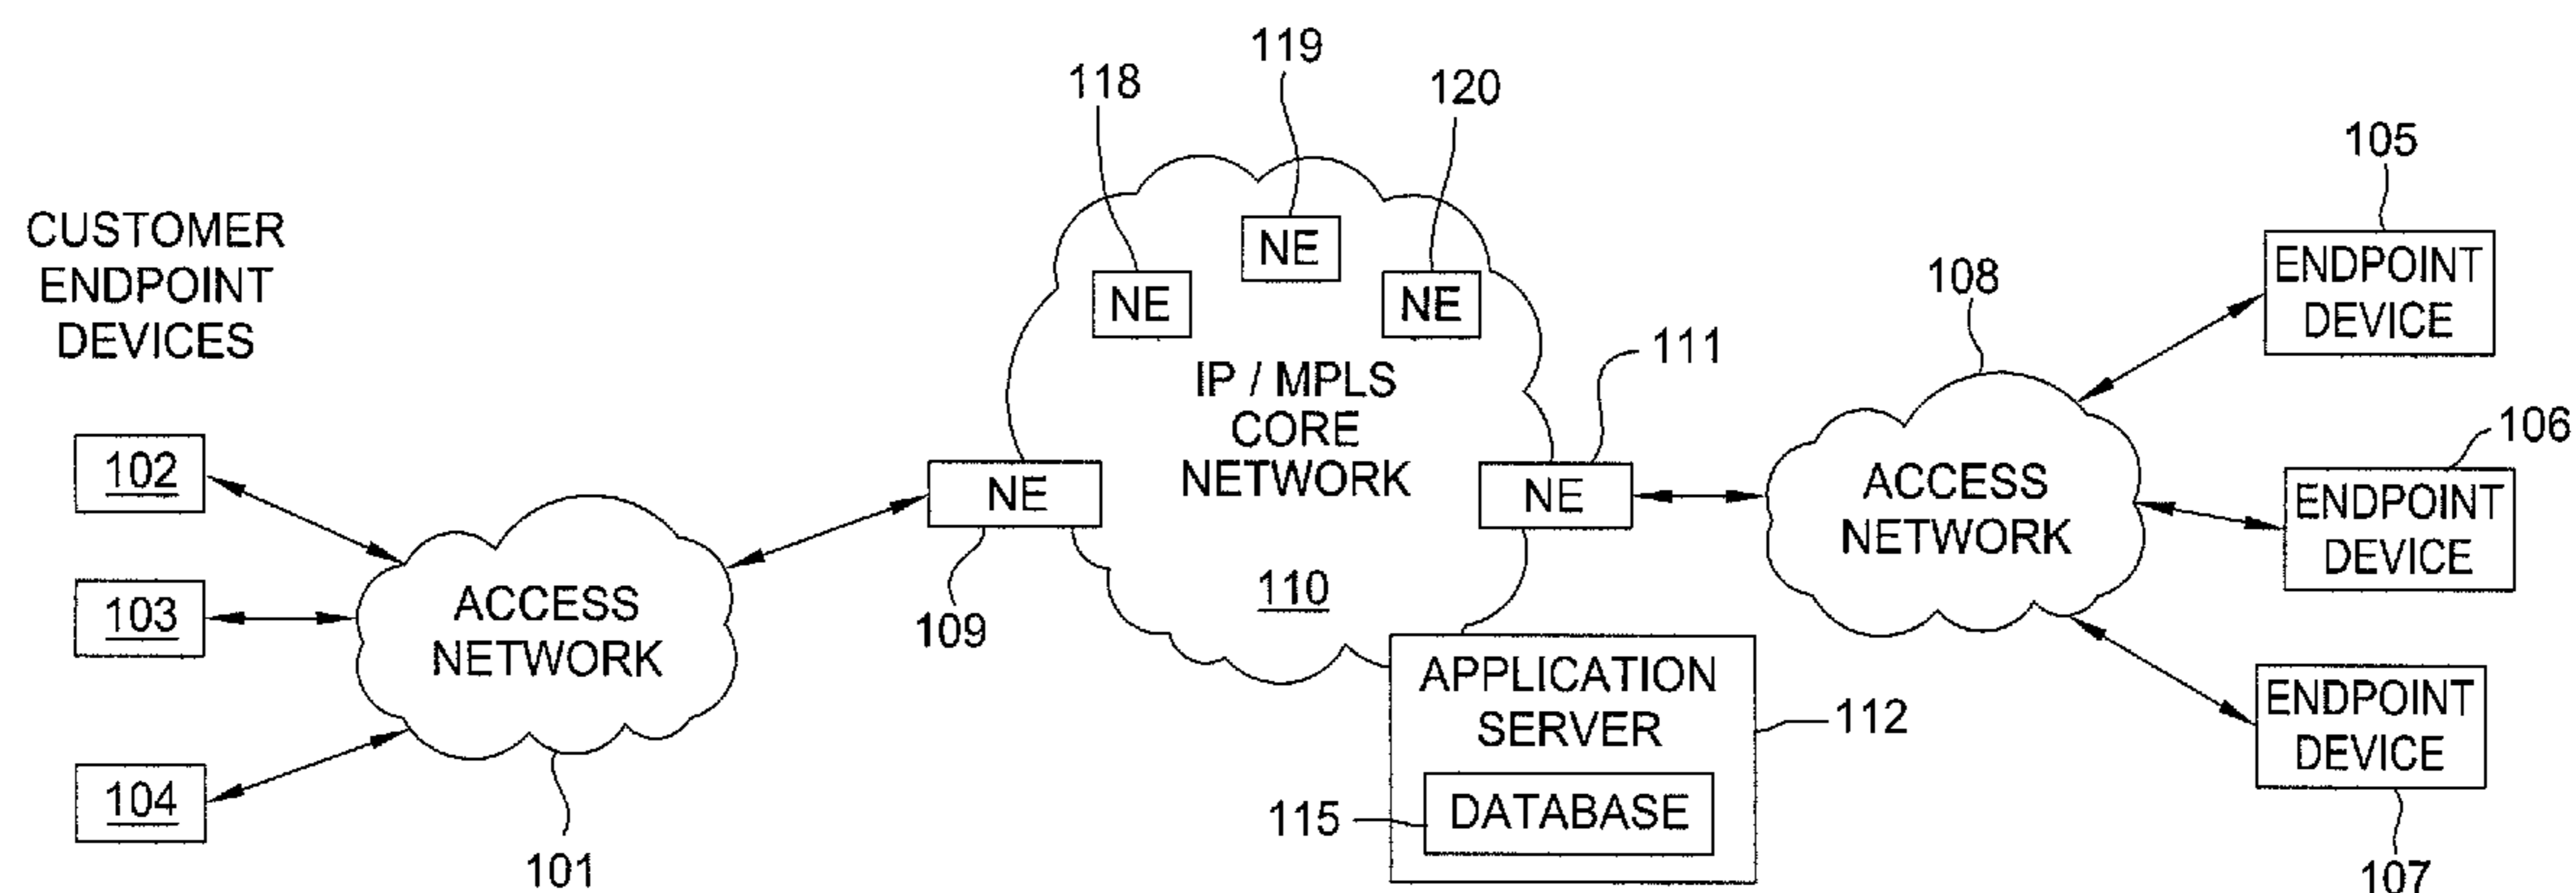 119
118
120
105
CUSTOMER
ENDPOINT
DEVICES
NE
NE
NE
ENDPOINT
DEVICE
108
111
IP / MPLS
CORE
NETWORK
106
102
NE
NE
ACCESS
NETWORK
ENDPOINT
DEVICE
103
ACCESS
NETWORK
109
110
APPLICATION
SERVER
112
ENDPOINT
DEVICE
104
115
DATABASE
101
107